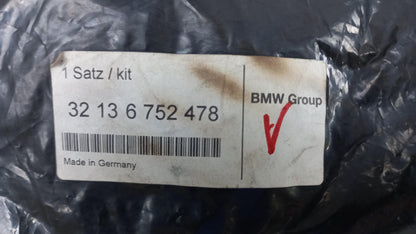 1 Satz / kit
32 13 6 752 478
BMW Group
Made in Germany